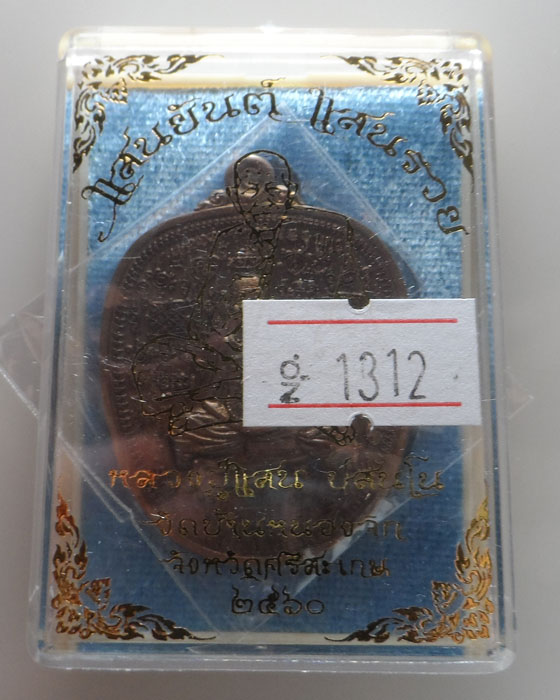 แสนยันต์ แสนรวย
No 1312
หลวงปู่แสน ปสนฺโน
วัดบ้านหนองจิก
จังหวัดศรีสะเกษ
๒๕๖๐